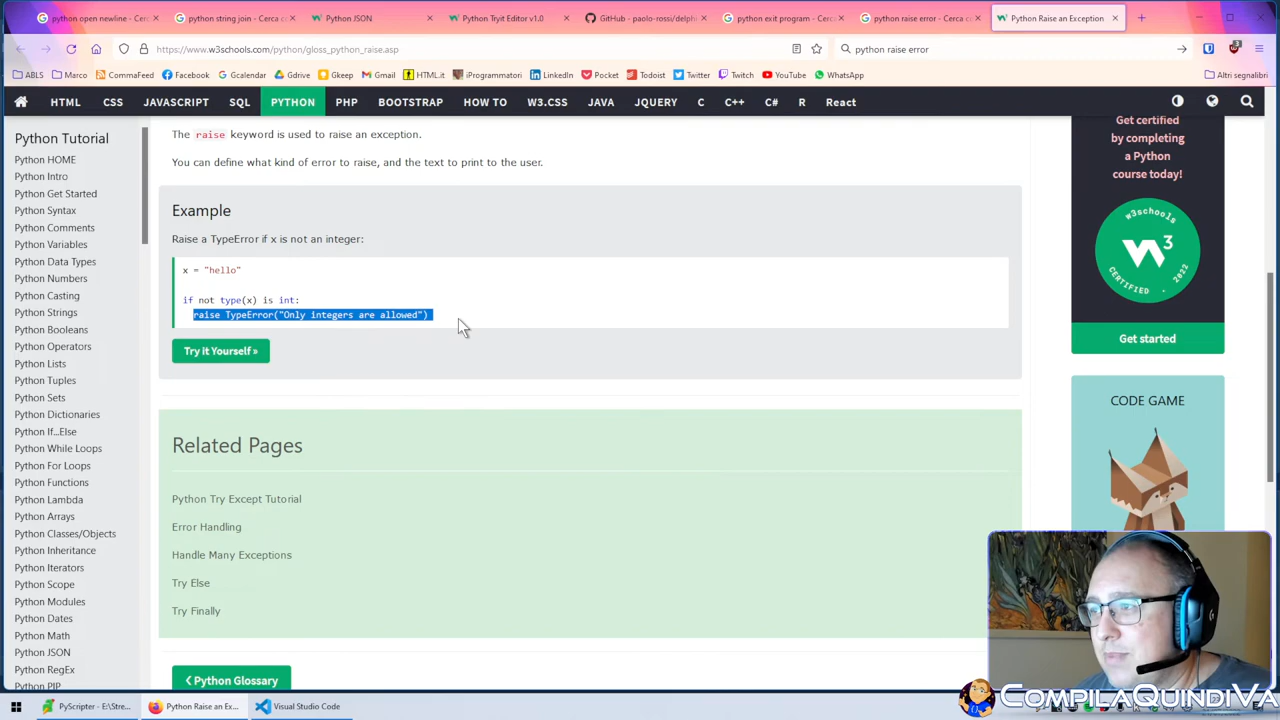 python open newline - Cerca c
python string join - Cerca su c
Python JSON
Python Tryit Editor v1.0
GitHub - paolo-rossi/delphi
python exit program - Cerca c
python raise error - Cerca co
Python Raise an Exception
https://www.w3schools.com/python/gloss_python_raise.asp
python raise error
ABLS
Marco
CommaFeed
Facebook
Gcalendar
Gdrive
Gkeep
Gmail
HTML.it
iProgrammatori
LinkedIn
Pocket
Todoist
Twitter
Twitch
YouTube
WhatsApp
Altri segnalibri
HTML
CSS
JAVASCRIPT
SQL
PYTHON
PHP
BOOTSTRAP
HOW TO
W3.CSS
JAVA
JQUERY
C
C++
C#
R
React
Python Tutorial
Python HOME
Python Intro
Python Get Started
Python Syntax
Python Comments
Python Variables
Python Data Types
Python Numbers
Python Casting
Python Strings
Python Booleans
Python Operators
Python Lists
Python Tuples
Python Sets
Python Dictionaries
Python If...Else
Python While Loops
Python For Loops
Python Functions
Python Lambda
Python Arrays
Python Classes/Objects
Python Inheritance
Python Iterators
Python Scope
Python Modules
Python Dates
Python Math
Python JSON
Python RegEx
Python PIP
The raise keyword is used to raise an exception.
You can define what kind of error to raise, and the text to print to the user.
Example
Raise a TypeError if x is not an integer:
x = "hello"
if not type(x) is int:
raise TypeError("Only integers are allowed")
Try it Yourself »
Related Pages
Python Try Except Tutorial
Error Handling
Handle Many Exceptions
Try Else
Try Finally
❮ Python Glossary
Get certified
by completing
a Python
course today!
w3schools
W3
CERTIFIED . 2022
Get started
CODE GAME
PyScripter - E:\Stre...
Python Raise an Ex...
Visual Studio Code
COMPILAQUINDIVA